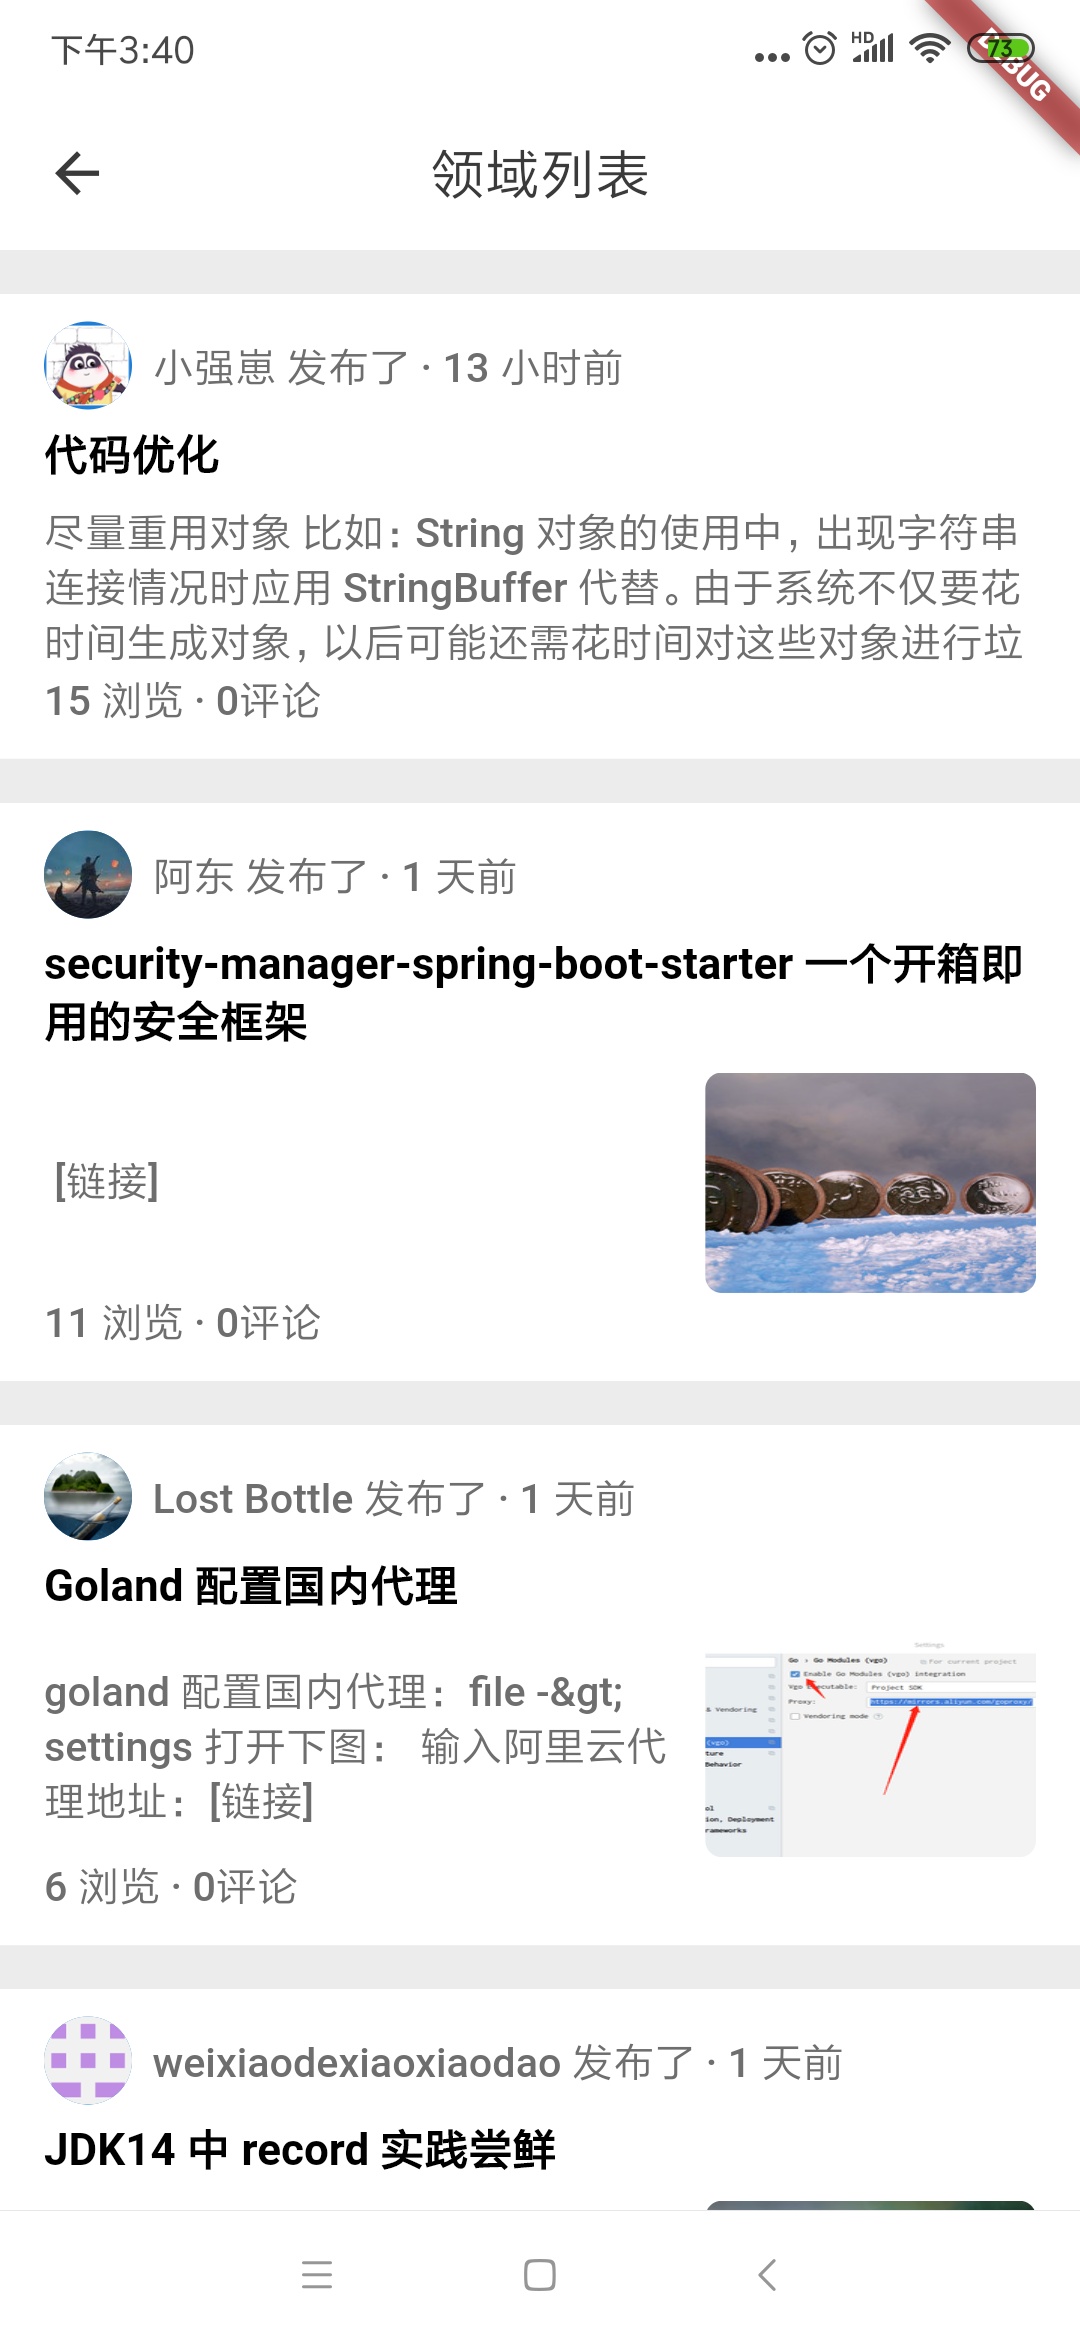 下午3:40
HD
73
领域列表
小强崽 发布了 · 13 小时前
代码优化
尽量重用对象 比如：String 对象的使用中，出现字符串
连接情况时应用 StringBuffer 代替。由于系统不仅要花
时间生成对象，以后可能还需花时间对这些对象进行垃
15 浏览 · 0评论
阿东 发布了 · 1 天前
security-manager-spring-boot-starter 一个开箱即
用的安全框架
[链接]
11 浏览 · 0评论
Lost Bottle 发布了 · 1 天前
Goland 配置国内代理
goland 配置国内代理：file -&gt;
settings 打开下图： 输入阿里云代
理地址：[链接]
Settings
Go › Go Modules (vgo)
For current project
Enable Go Modules (vgo) integration
Project SDK
Proxy:
https://mirrors.aliyun.com/goproxy/
& Vendoring
Vendoring mode
(vgo)
ture
Behavior
ol
ion, Deployment
rameworks
6 浏览 · 0评论
weixiaodexiaoxiaodao 发布了 · 1 天前
JDK14 中 record 实践尝鲜